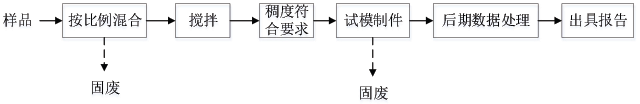 样品
按比例混合
搅拌
稠度符
合要求
试模制件
后期数据处理
出具报告
固废
固废